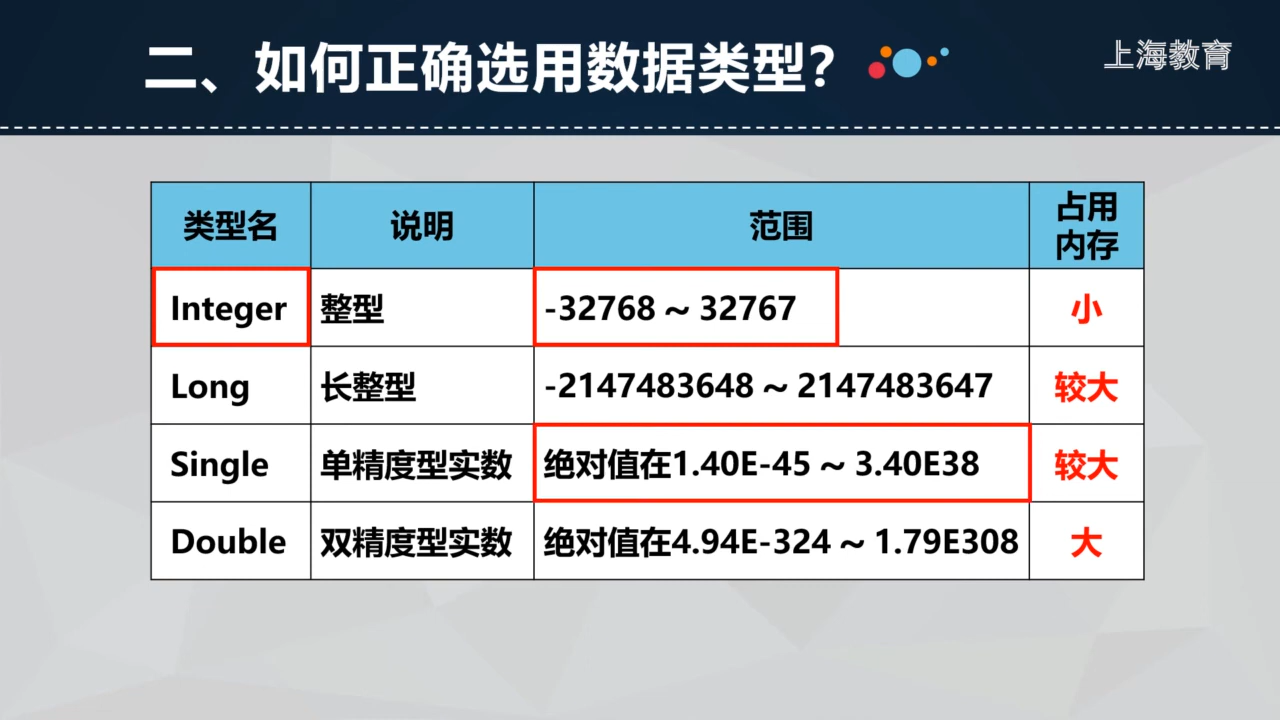 二、如何正确选用数据类型?
上海教育
类型名 说明 范围 占用内存
Integer 整型 -32768 ~ 32767 小
Long 长整型 -2147483648 ~ 2147483647 较大
Single 单精度型实数 绝对值在1.40E-45 ~ 3.40E38 较大
Double 双精度型实数 绝对值在4.94E-324 ~ 1.79E308 大